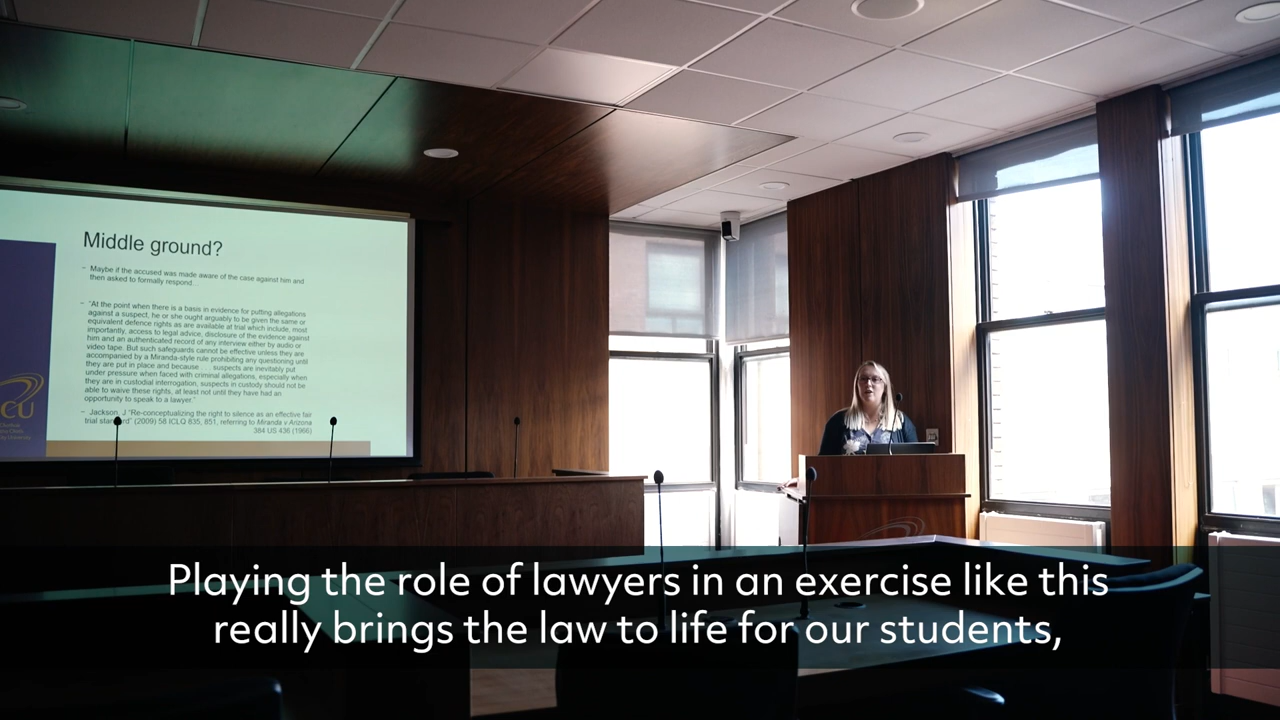 Middle ground?
– Maybe if the accused was made aware of the case against him and
then asked to formally respond...
– "At the point when there is a basis in evidence for putting allegations
against a suspect, he or she ought arguably to be given the same or
equivalent defence rights as are available at trial which include, most
importantly, access to legal advice, disclosure of the evidence against
him and an authenticated record of any interview either by audio or
video tape. But such safeguards cannot be effective unless they are
accompanied by a Miranda-style rule prohibiting any questioning until
they are put in place and because . . . suspects are inevitably put
under pressure when faced with criminal allegations, especially when
they are in custodial interrogation, suspects in custody should not be
able to waive these rights, at least not until they have had an
opportunity to speak to a lawyer."
– Jackson, J "Re-conceptualizing the right to silence as an effective fair
trial standard" (2009) 58 ICLQ 835, 851, referring to Miranda v Arizona
384 US 436 (1966)
CU
Playing the role of lawyers in an exercise like this
really brings the law to life for our students,